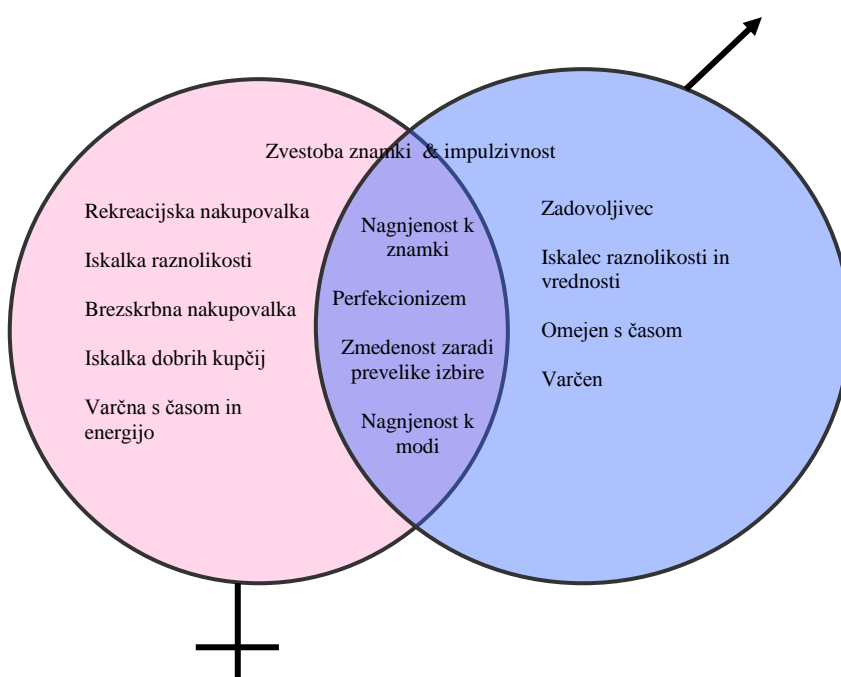 Zvestoba znamki & impulzivnost
Rekreacijska nakupovalka
Iskalka raznolikosti
Brezskrbna nakupovalka
Iskalka dobrih kupčij
Varčna s časom in
energijo
Nagnjenost k
znamki
Perfekcionizem
Zmedenost zaradi
prevelike izbire
Nagnjenost k
modi
Zadovoljivec
Iskalec raznolikosti in
vrednosti
Omejen s časom
Varčen